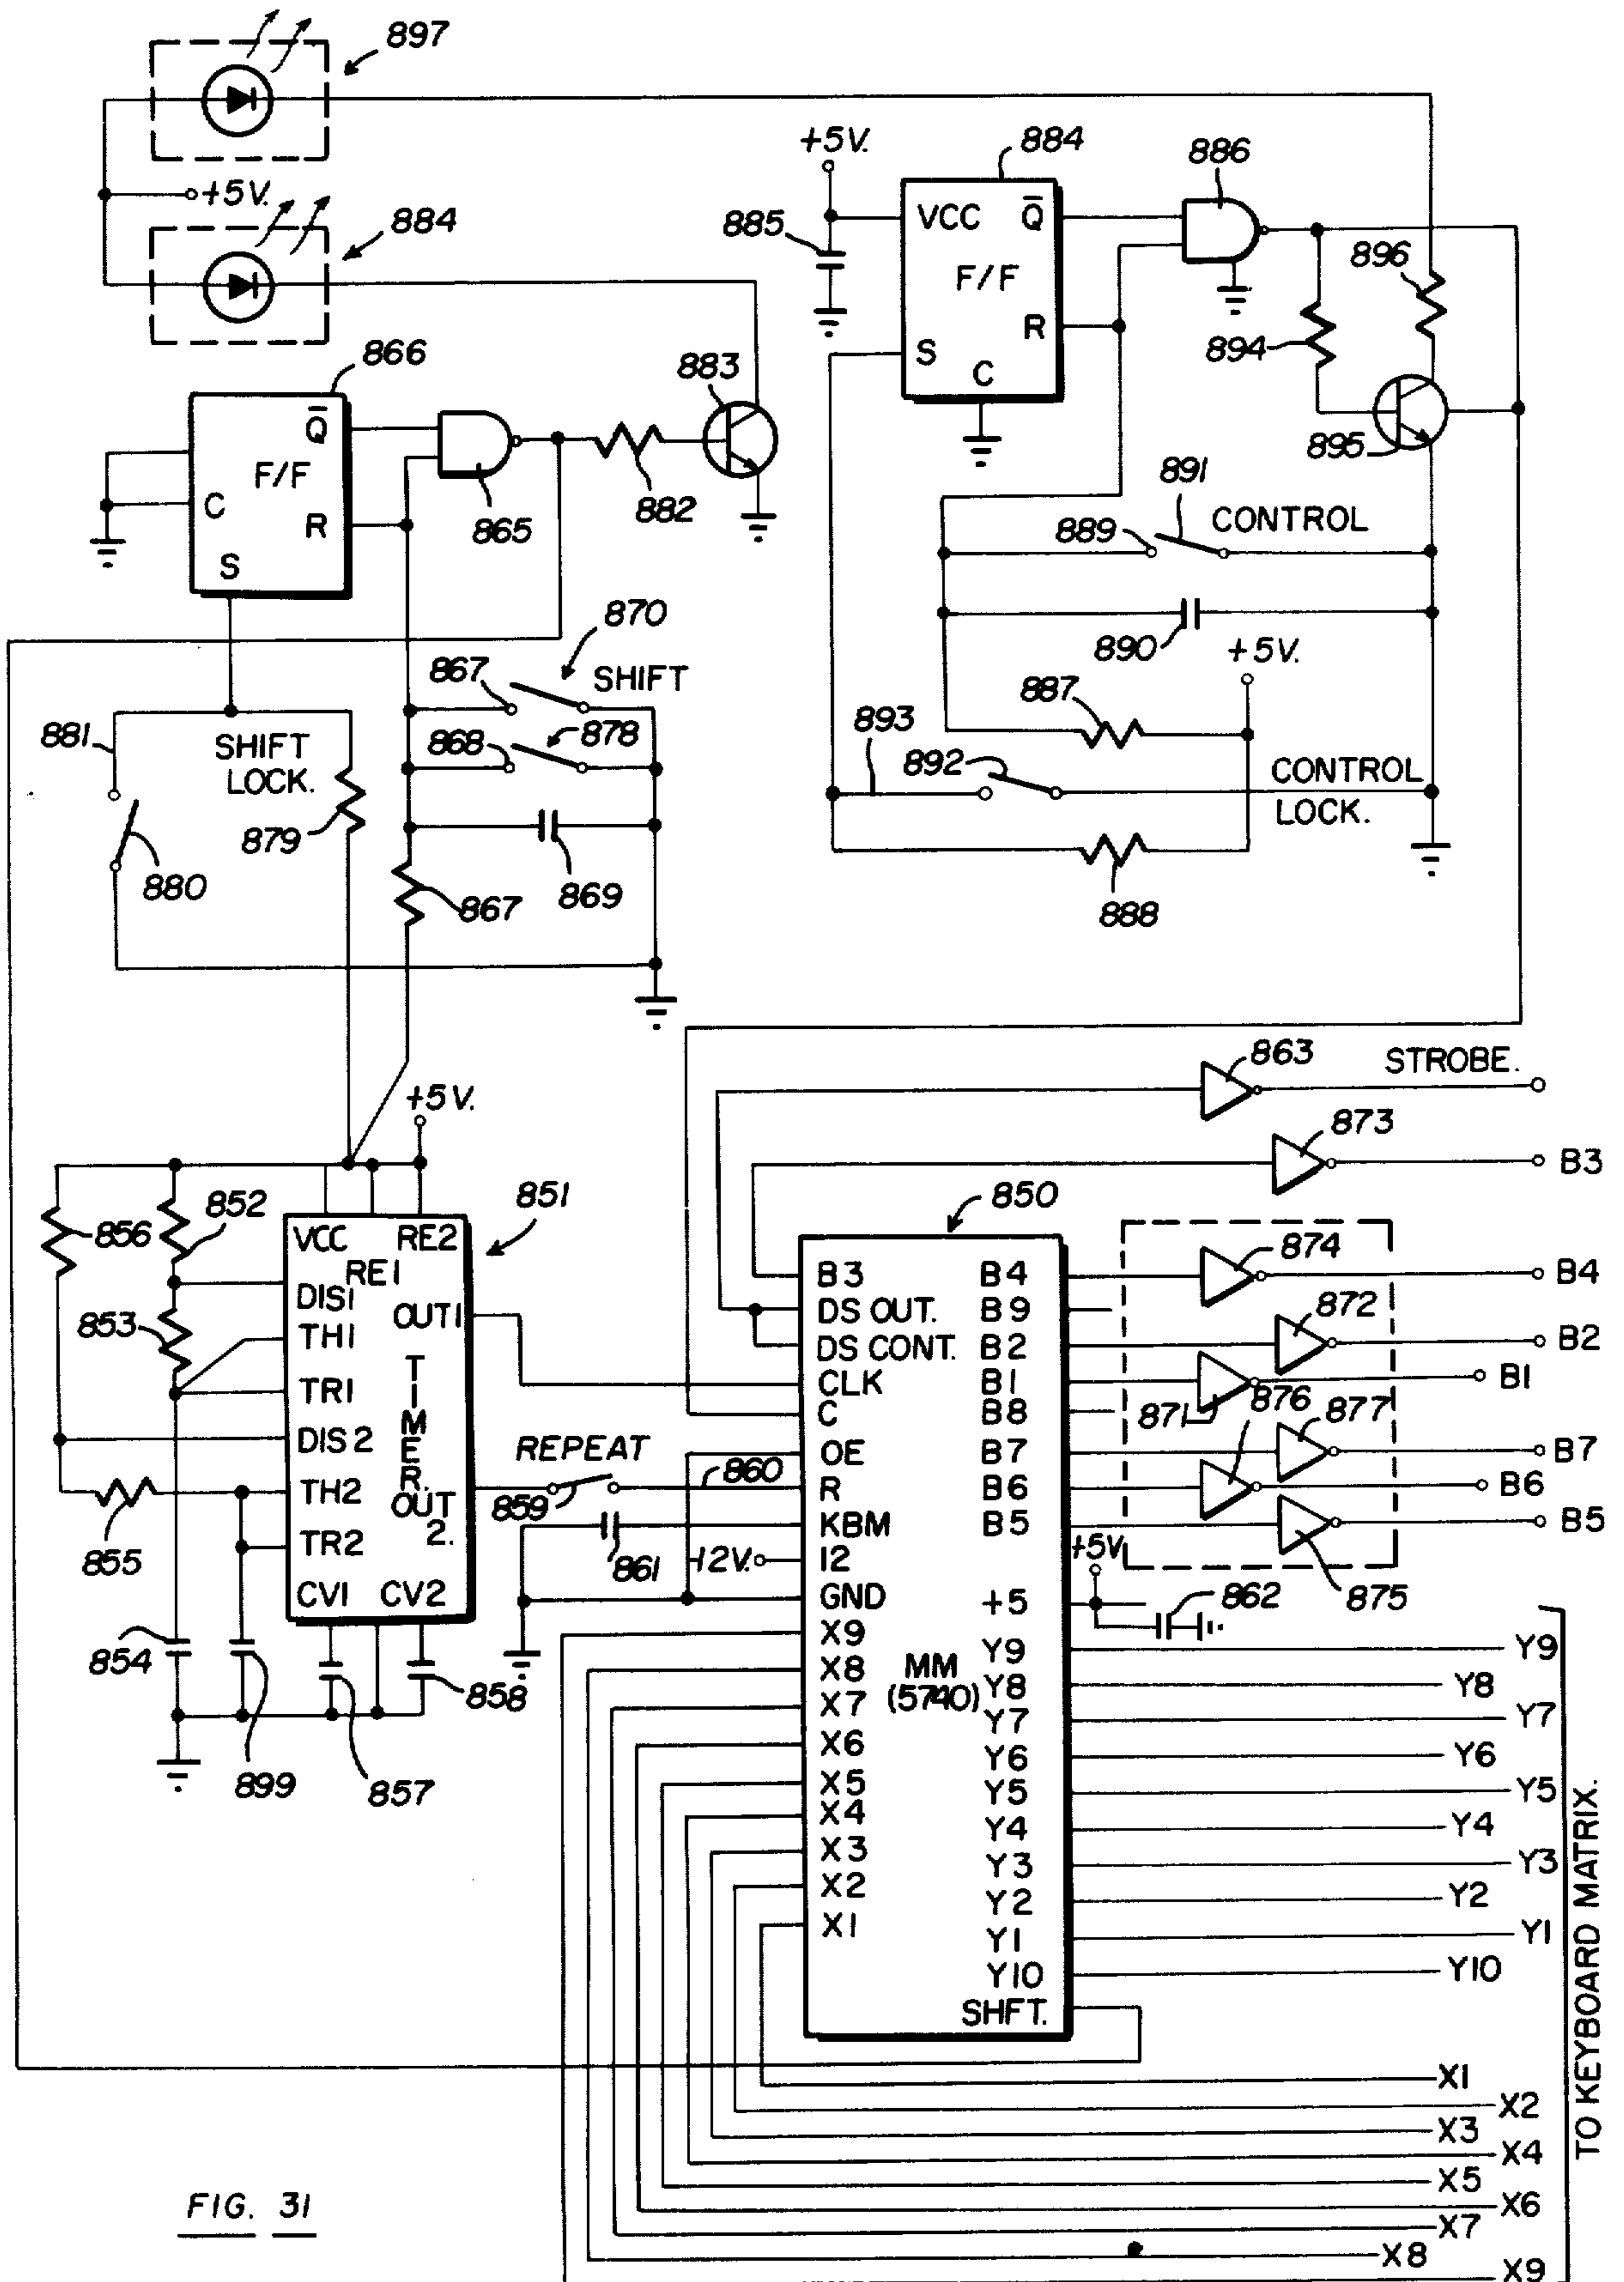 897
+5V.
884
+5V.
885
884
VCC
Q
F/F
R
S
C
886
896
894
895
866
Q
F/F
C
R
S
865
882
883
891
889
CONTROL
890
+5V.
887
893
892
CONTROL
LOCK.
888
870
867
SHIFT
868
878
869
867
881
SHIFT
LOCK.
879
880
+5V.
856
852
853
851
VCC
RE2
RE1
DIS1
OUT1
TH1
TR1
DIS2
TH2
TR2
CV1
CV2
TIMER.
OUT
2.
855
854
899
857
858
REPEAT
859
860
861
-12V.
863
STROBE.
873
B3
850
B3
DS OUT.
DS CONT.
CLK
C
OE
R
KBM
12
GND
X9
X8
X7
X6
X5
X4
X3
X2
X1
MM
(5740)
B4
B9
B2
B1
B8
B7
B6
B5
+5
Y9
Y8
Y7
Y6
Y5
Y4
Y3
Y2
Y1
Y10
SHFT.
874
B4
872
B2
B1
871
876
877
B7
B6
B5
875
+5V
862
Y9
Y8
Y7
Y6
Y5
Y4
Y3
Y2
Y1
Y10
X1
X2
X3
X4
X5
X6
X7
X8
X9
TO KEYBOARD MATRIX.
FIG. 31